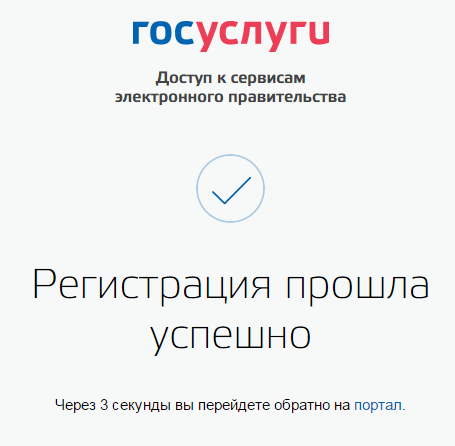 госуслуги
Доступ к сервисам
электронного правительства
Регистрация прошла
успешно
Через 3 секунды вы перейдете обратно на портал.